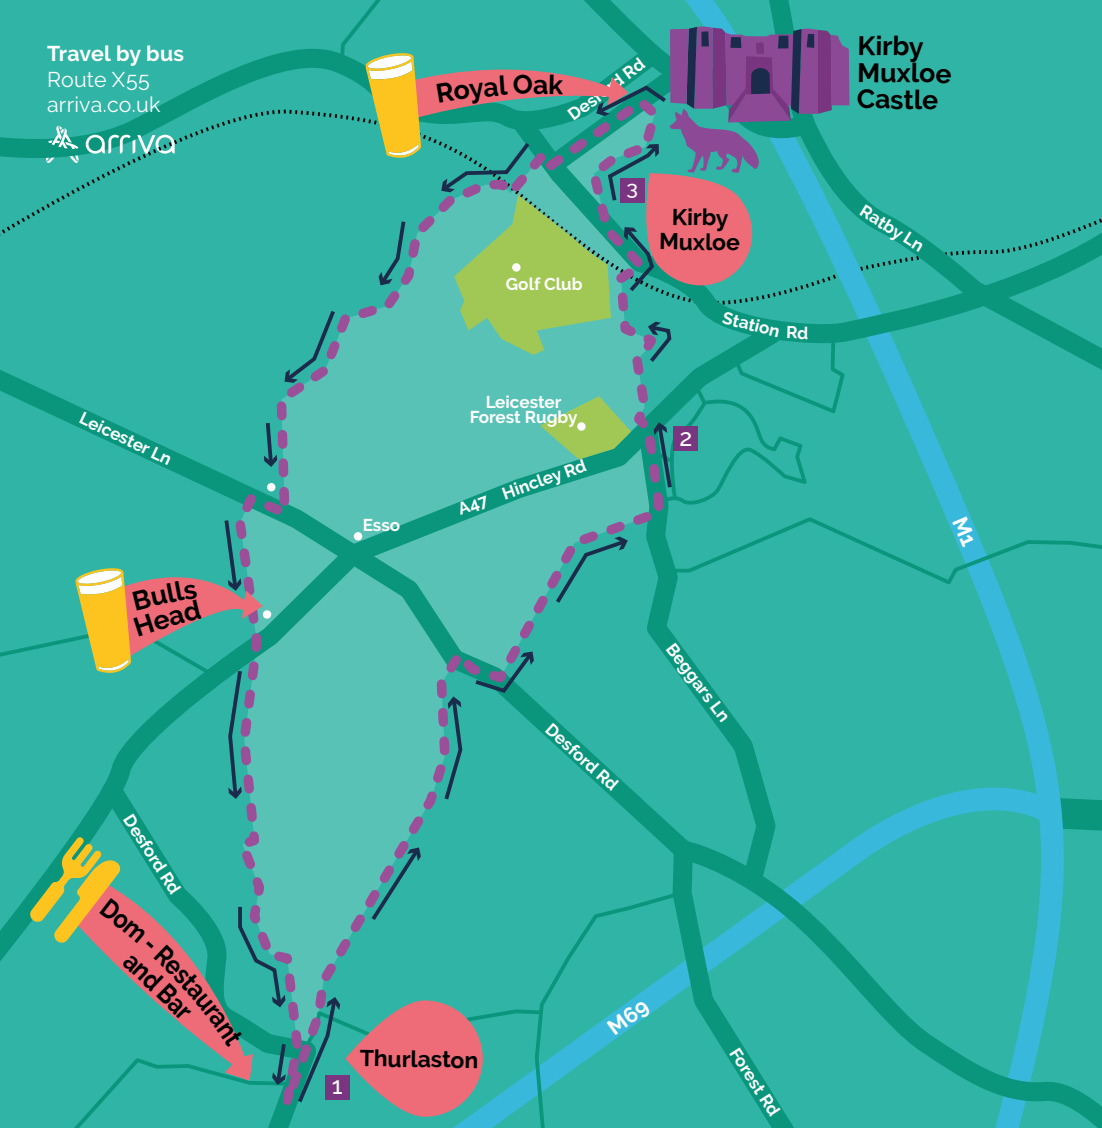 Travel by bus
Route X55
arriva.co.uk
arriva
Royal Oak
Kirby
Muxloe
Castle
3
Kirby
Muxloe
Ratby Ln
Golf Club
Station Rd
Leicester
Forest Rugby
Leicester Ln
2
A47 Hincley Rd
Esso
M1
Bulls
Head
Beggars Ln
Desford Rd
Desford Rd
Dom - Restaurant
and Bar
M69
Thurlaston
1
Forest Rd